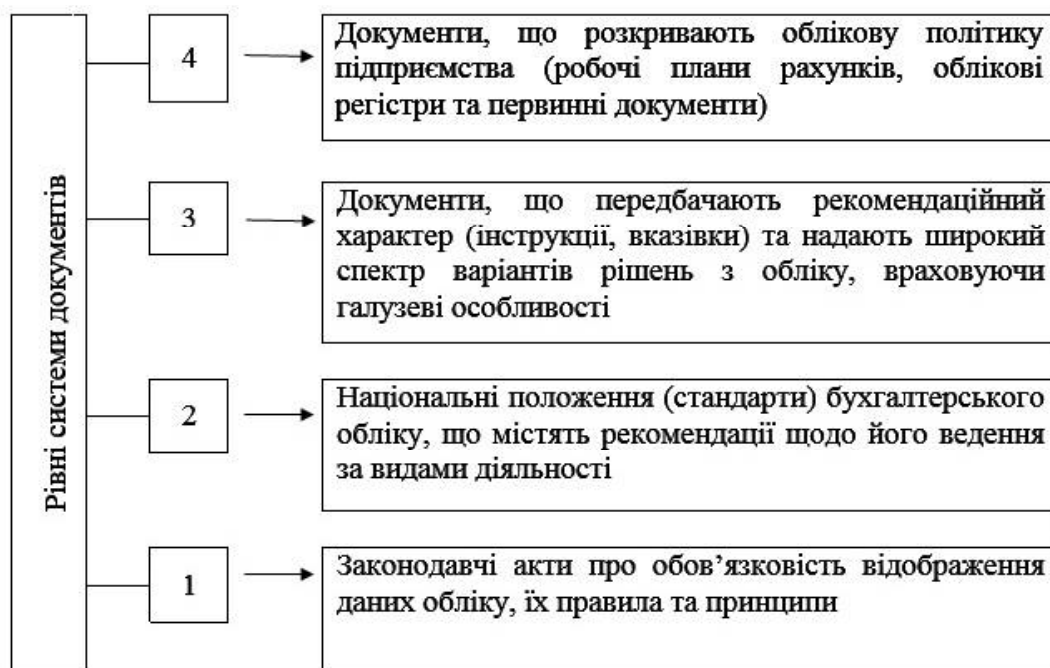 Рівні системи документів
4
Документи, що розкривають облікову політику
підприємства (робочі плани рахунків, облікові
регістри та первинні документи)
3
Документи, що передбачають рекомендаційний
характер (інструкції, вказівки) та надають широкий
спектр варіантів рішень з обліку, враховуючи
галузеві особливості
2
Національні положення (стандарти) бухгалтерського
обліку, що містять рекомендації щодо його ведення
за видами діяльності
1
Законодавчі акти про обов’язковість відображення
даних обліку, їх правила та принципи